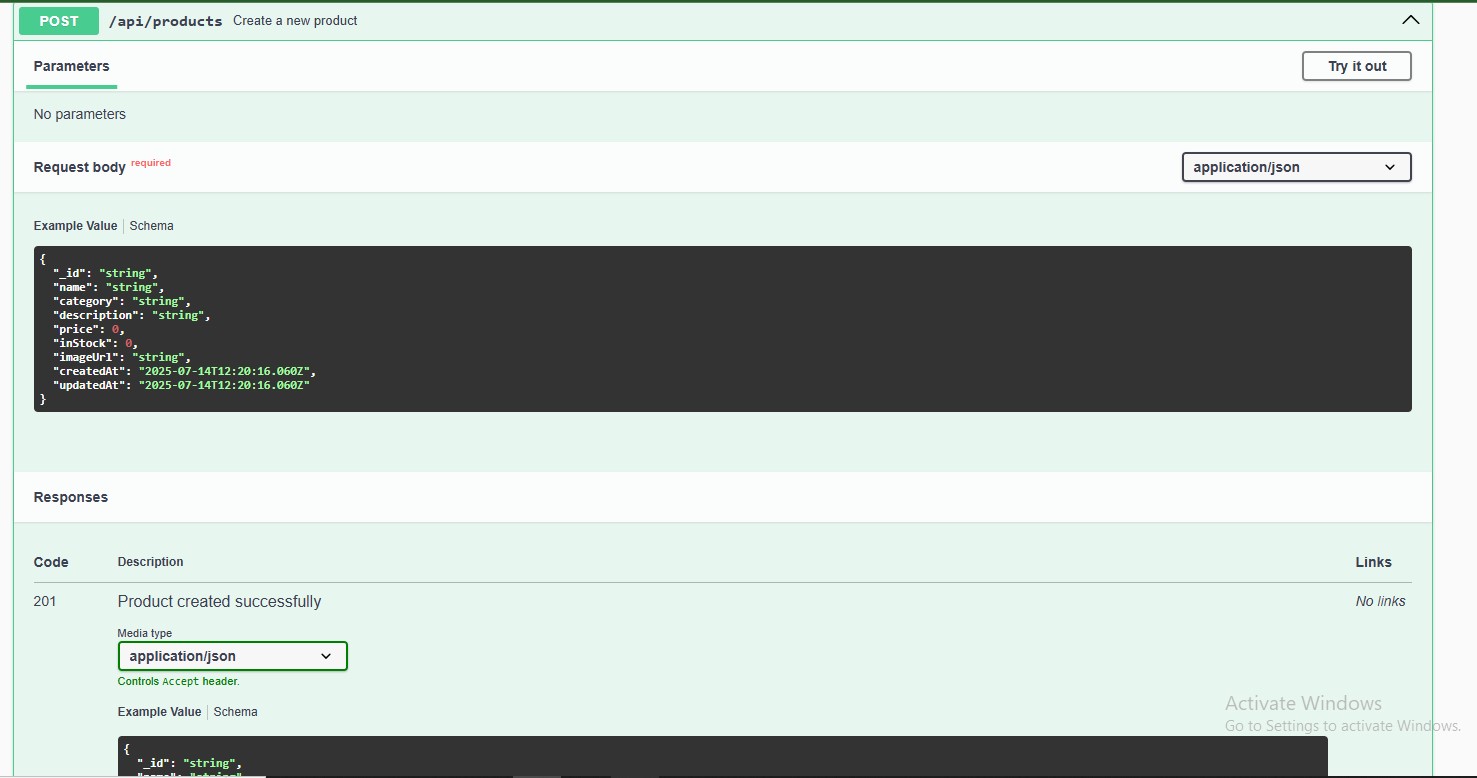 POST /api/products Create a new product
Parameters
Try it out
No parameters
Request body required
application/json
Example Value Schema
{
"_id": "string",
"name": "string",
"category": "string",
"description": "string",
"price": 0,
"inStock": 0,
"imageUrl": "string",
"createdAt": "2025-07-14T12:20:16.060Z",
"updatedAt": "2025-07-14T12:20:16.060Z"
}
Responses
Code Description Links
201 Product created successfully No links
Media type
application/json
Controls Accept header.
Example Value Schema
{
"_id": "string",
Activate Windows
Go to Settings to activate Windows.